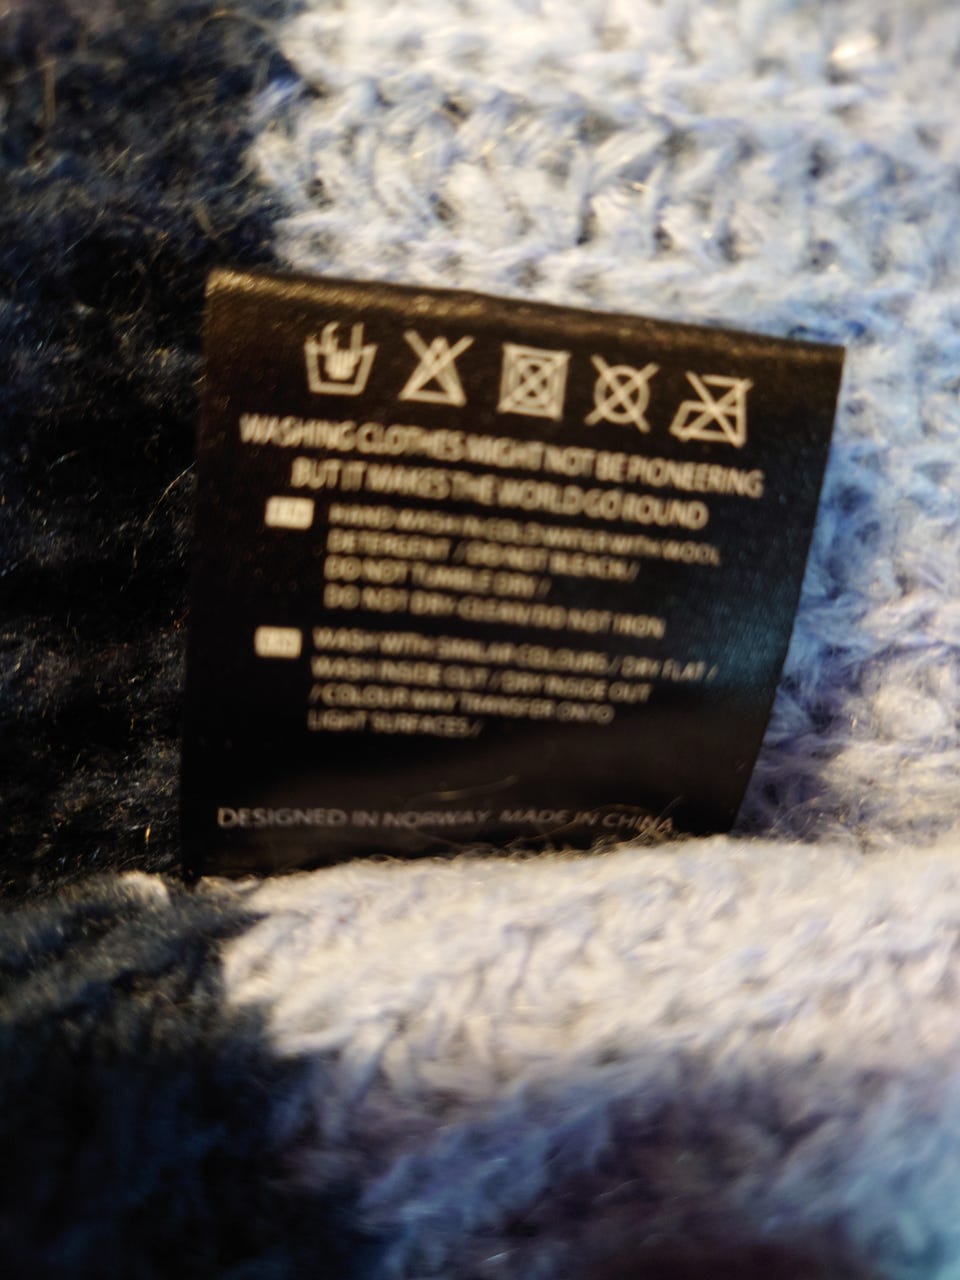 WASHING CLOTHES MIGHT NOT BE PIONEERING
BUT IT MAKES THE WORLD GO ROUND
HAND WASH IN COLD WATER WITH WOOL
DETERGENT / DO NOT BLEACH /
DO NOT TUMBLE DRY /
DO NOT DRY CLEAN/DO NOT IRON
WASH WITH SIMILAR COLOURS / DRY FLAT /
WASH INSIDE OUT / DRY INSIDE OUT
/ COLOUR MAY TRANSFER ONTO
LIGHT SURFACES /
DESIGNED IN NORWAY. MADE IN CHINA